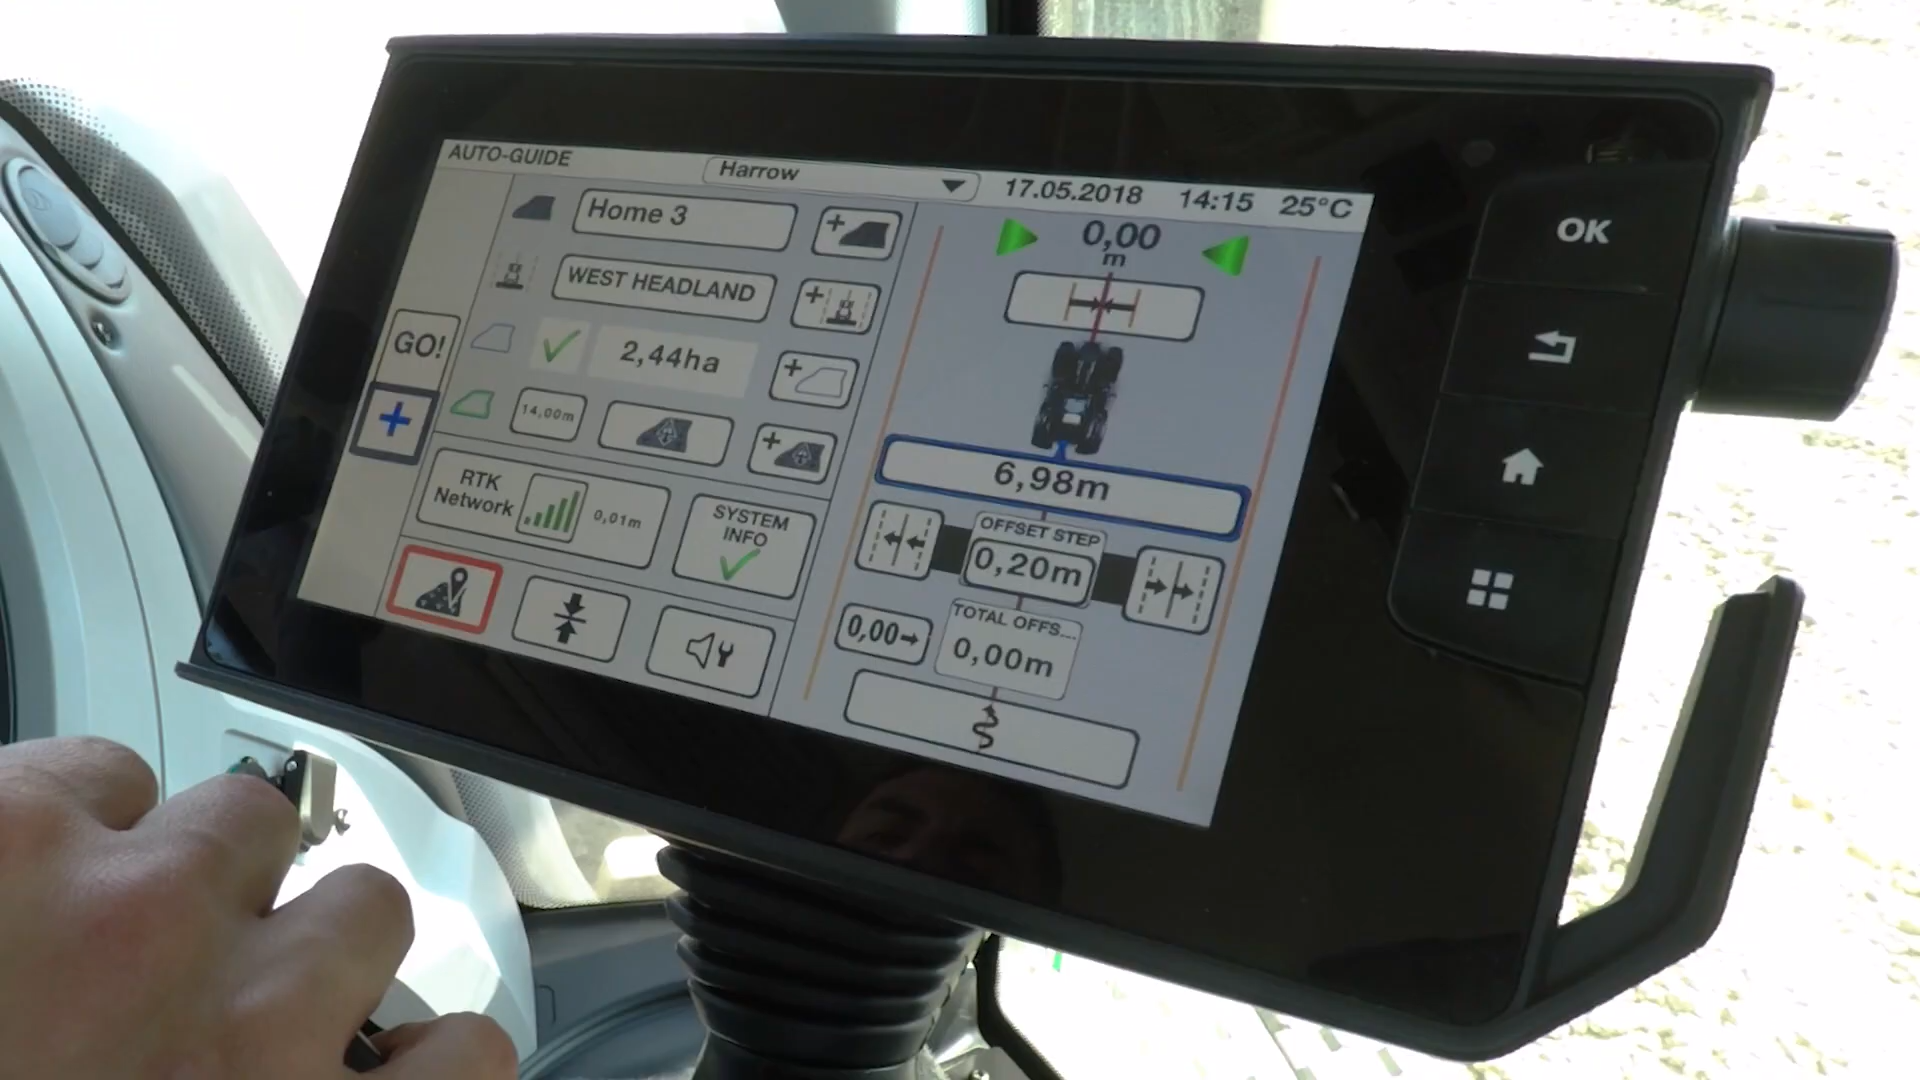 AUTO-GUIDE
Harrow
17.05.2018 14:15 25°C
Home 3
WEST HEADLAND
GO!
2,44ha
14,00m
RTK
Network
0,01m
SYSTEM
INFO
0,00
m
6,98m
OFFSET STEP
0,20m
TOTAL OFFS....
0,00→
0,00m
OK